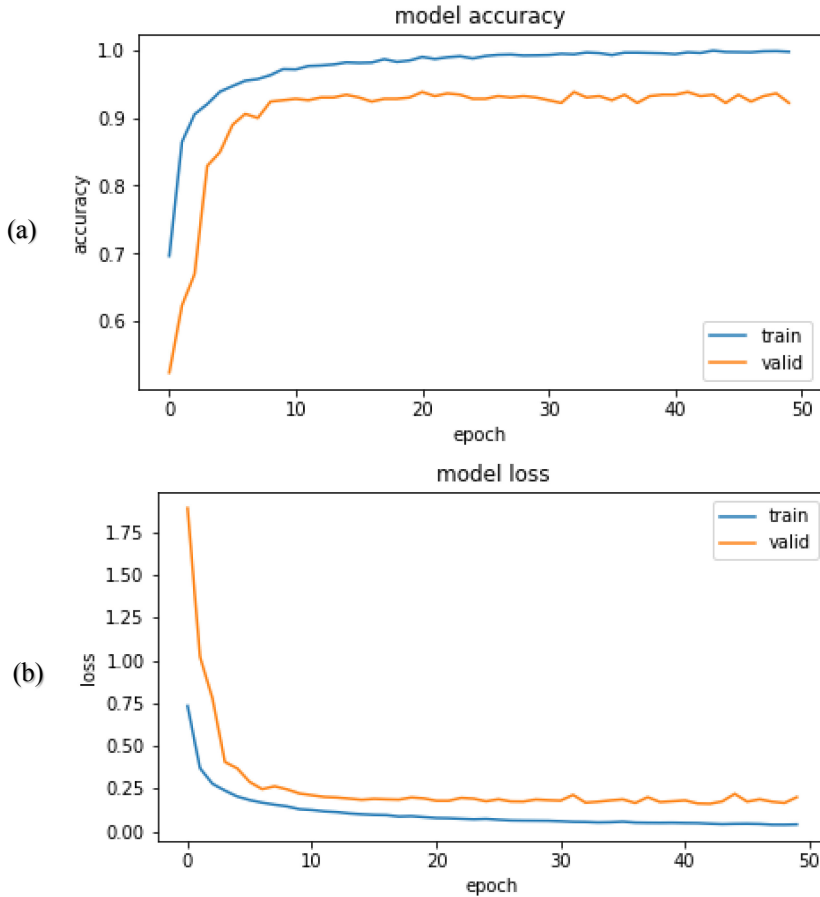 model accuracy
1.0
0.9
0.8
0.7
0.6
accuracy
(a)
train
valid
0 10 20 30 40 50
epoch
model loss
train
valid
1.75
1.50
1.25
1.00
0.75
0.50
0.25
0.00
loss
(b)
0 10 20 30 40 50
epoch